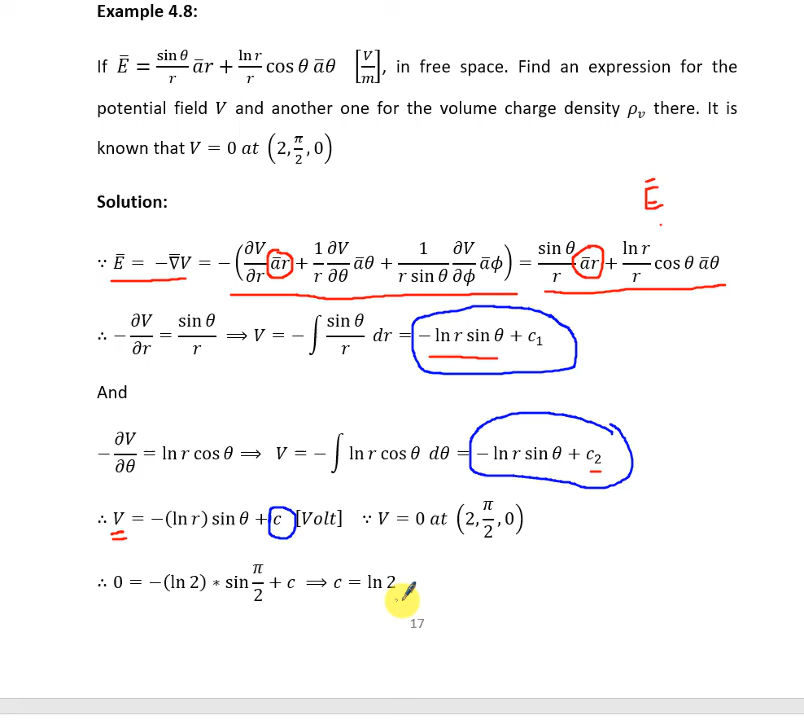 Example 4.8:
If Ē = sin θ/r ār + ln r/r cos θ āθ [V/m], in free space. Find an expression for the
potential field V and another one for the volume charge density ρᵥ there. It is
known that V = 0 at (2, π/2, 0)
Solution:
Ē
∵ Ē = −∇̄V = −(∂V/∂r ār + 1/r ∂V/∂θ āθ + 1/(r sin θ) ∂V/∂ϕ āϕ) = sin θ/r ār + ln r/r cos θ āθ
∴ −∂V/∂r = sin θ/r ⟹ V = −∫ sin θ/r dr = − ln r sin θ + c₁
And
−∂V/∂θ = ln r cos θ ⟹ V = −∫ ln r cos θ dθ = − ln r sin θ + c₂
∴ V = −(ln r) sin θ + c [Volt] ∵ V = 0 at (2, π/2, 0)
∴ 0 = −(ln 2) * sin π/2 + c ⟹ c = ln 2
17